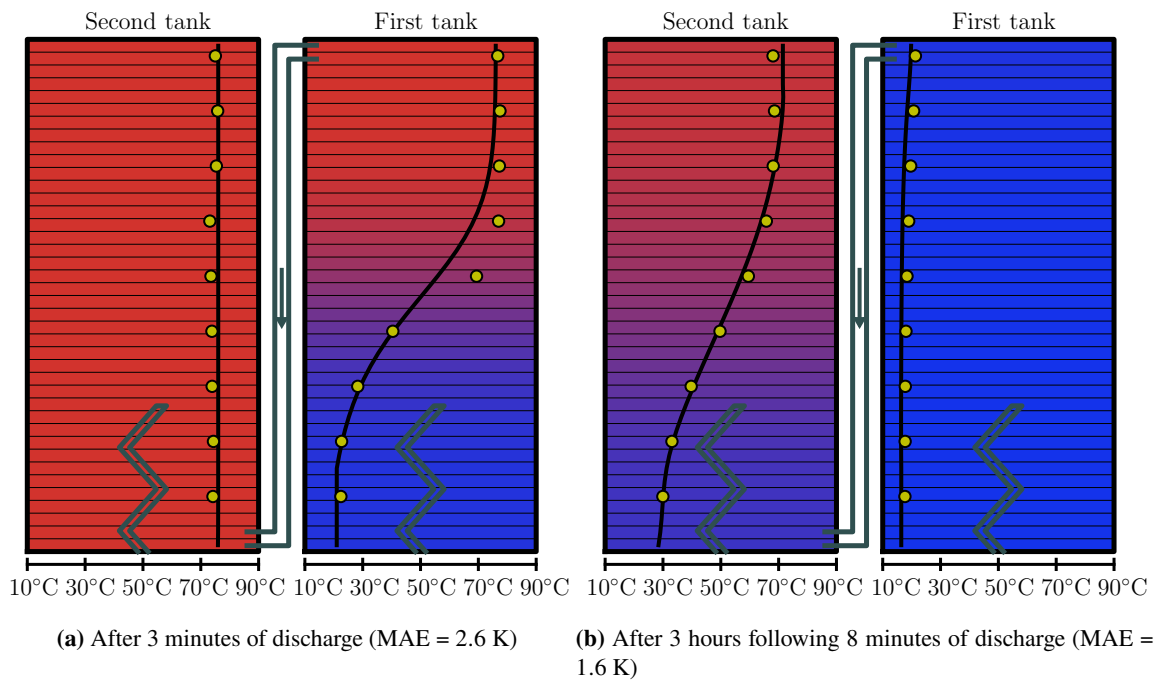 Second tank
First tank
Second tank
First tank
10°C 30°C 50°C 70°C 90°C
10°C 30°C 50°C 70°C 90°C
10°C 30°C 50°C 70°C 90°C
10°C 30°C 50°C 70°C 90°C
(a) After 3 minutes of discharge (MAE = 2.6 K)
(b) After 3 hours following 8 minutes of discharge (MAE =
1.6 K)